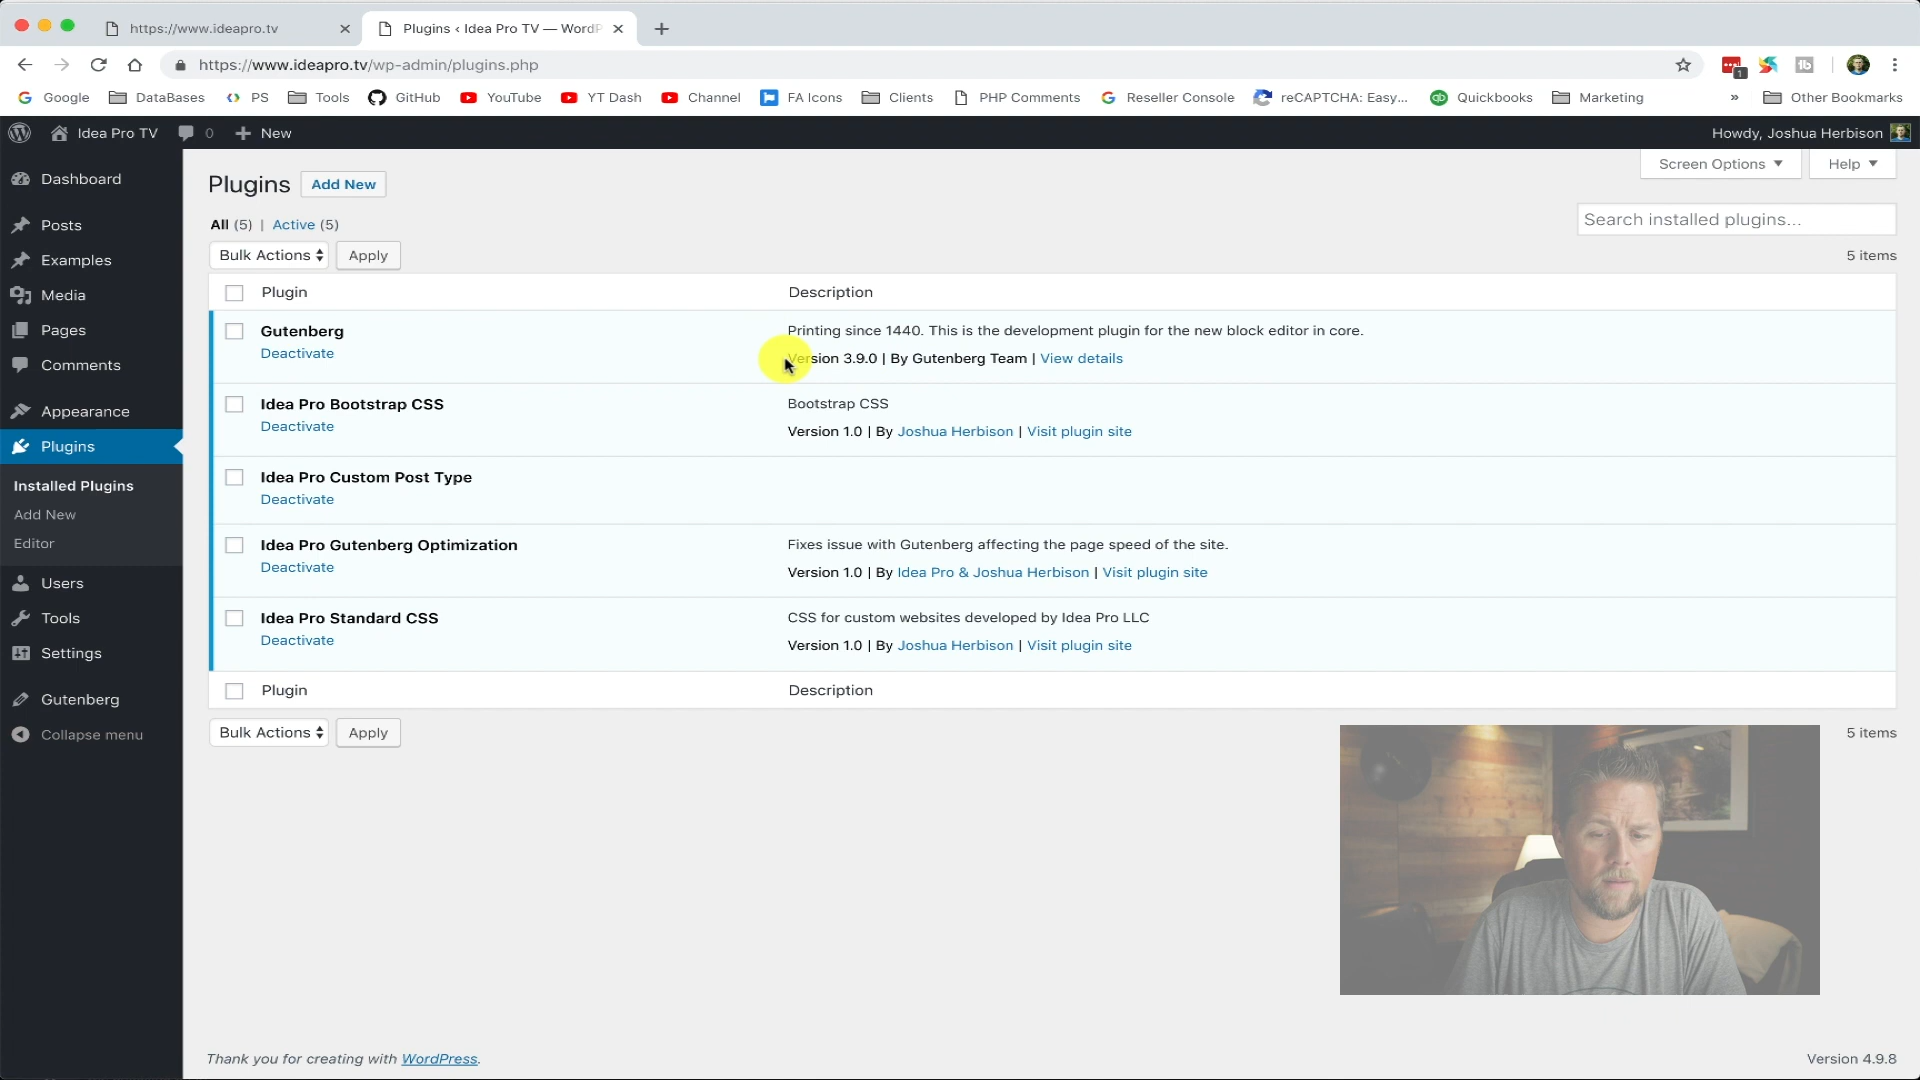 https://www.ideapro.tv
Plugins ‹ Idea Pro TV — WordP
https://www.ideapro.tv/wp-admin/plugins.php
1
Google DataBases PS Tools GitHub YouTube YT Dash Channel FA Icons Clients PHP Comments Reseller Console reCAPTCHA: Easy... Quickbooks Marketing » Other Bookmarks
Idea Pro TV 0 New Howdy, Joshua Herbison
Screen Options Help
Dashboard
Posts
Examples
Media
Pages
Comments
Appearance
Plugins
Installed Plugins
Add New
Editor
Users
Tools
Settings
Gutenberg
Collapse menu
Plugins Add New
All (5) | Active (5)
Search installed plugins...
Bulk Actions Apply 5 items
Plugin Description
Gutenberg Printing since 1440. This is the development plugin for the new block editor in core.
Deactivate Version 3.9.0 | By Gutenberg Team | View details
Idea Pro Bootstrap CSS Bootstrap CSS
Deactivate Version 1.0 | By Joshua Herbison | Visit plugin site
Idea Pro Custom Post Type
Deactivate
Idea Pro Gutenberg Optimization Fixes issue with Gutenberg affecting the page speed of the site.
Deactivate Version 1.0 | By Idea Pro & Joshua Herbison | Visit plugin site
Idea Pro Standard CSS CSS for custom websites developed by Idea Pro LLC
Deactivate Version 1.0 | By Joshua Herbison | Visit plugin site
Plugin Description
Bulk Actions Apply 5 items
Thank you for creating with WordPress. Version 4.9.8